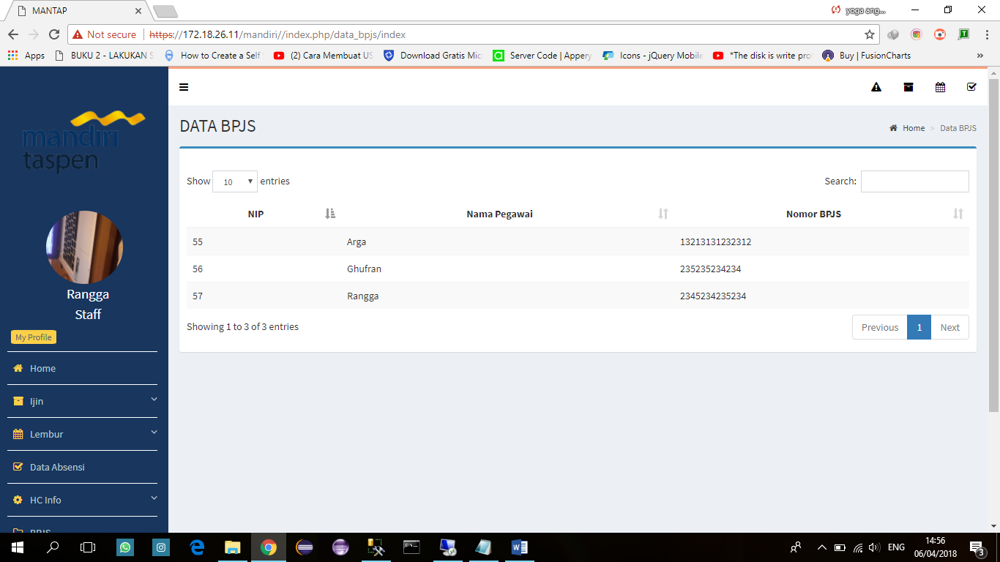 MANTAP
yoga ang...
Not secure https://172.18.26.11/mandiri//index.php/data_bpjs/index
Apps BUKU 2 - LAKUKAN S How to Create a Self (2) Cara Membuat US Download Gratis Mic Server Code | Appery Icons - jQuery Mobile *The disk is write pro Buy | FusionCharts »
mandiri
taspen
Rangga
Staff
My Profile
Home
Ijin
Lembur
Data Absensi
HC Info
BPJS
DATA BPJS
Home > Data BPJS
Show 10 entries
Search:
NIP Nama Pegawai Nomor BPJS
55 Arga 13213131232312
56 Ghufran 235235234234
57 Rangga 2345234235234
Showing 1 to 3 of 3 entries
Previous 1 Next
ENG
14:56
06/04/2018
3